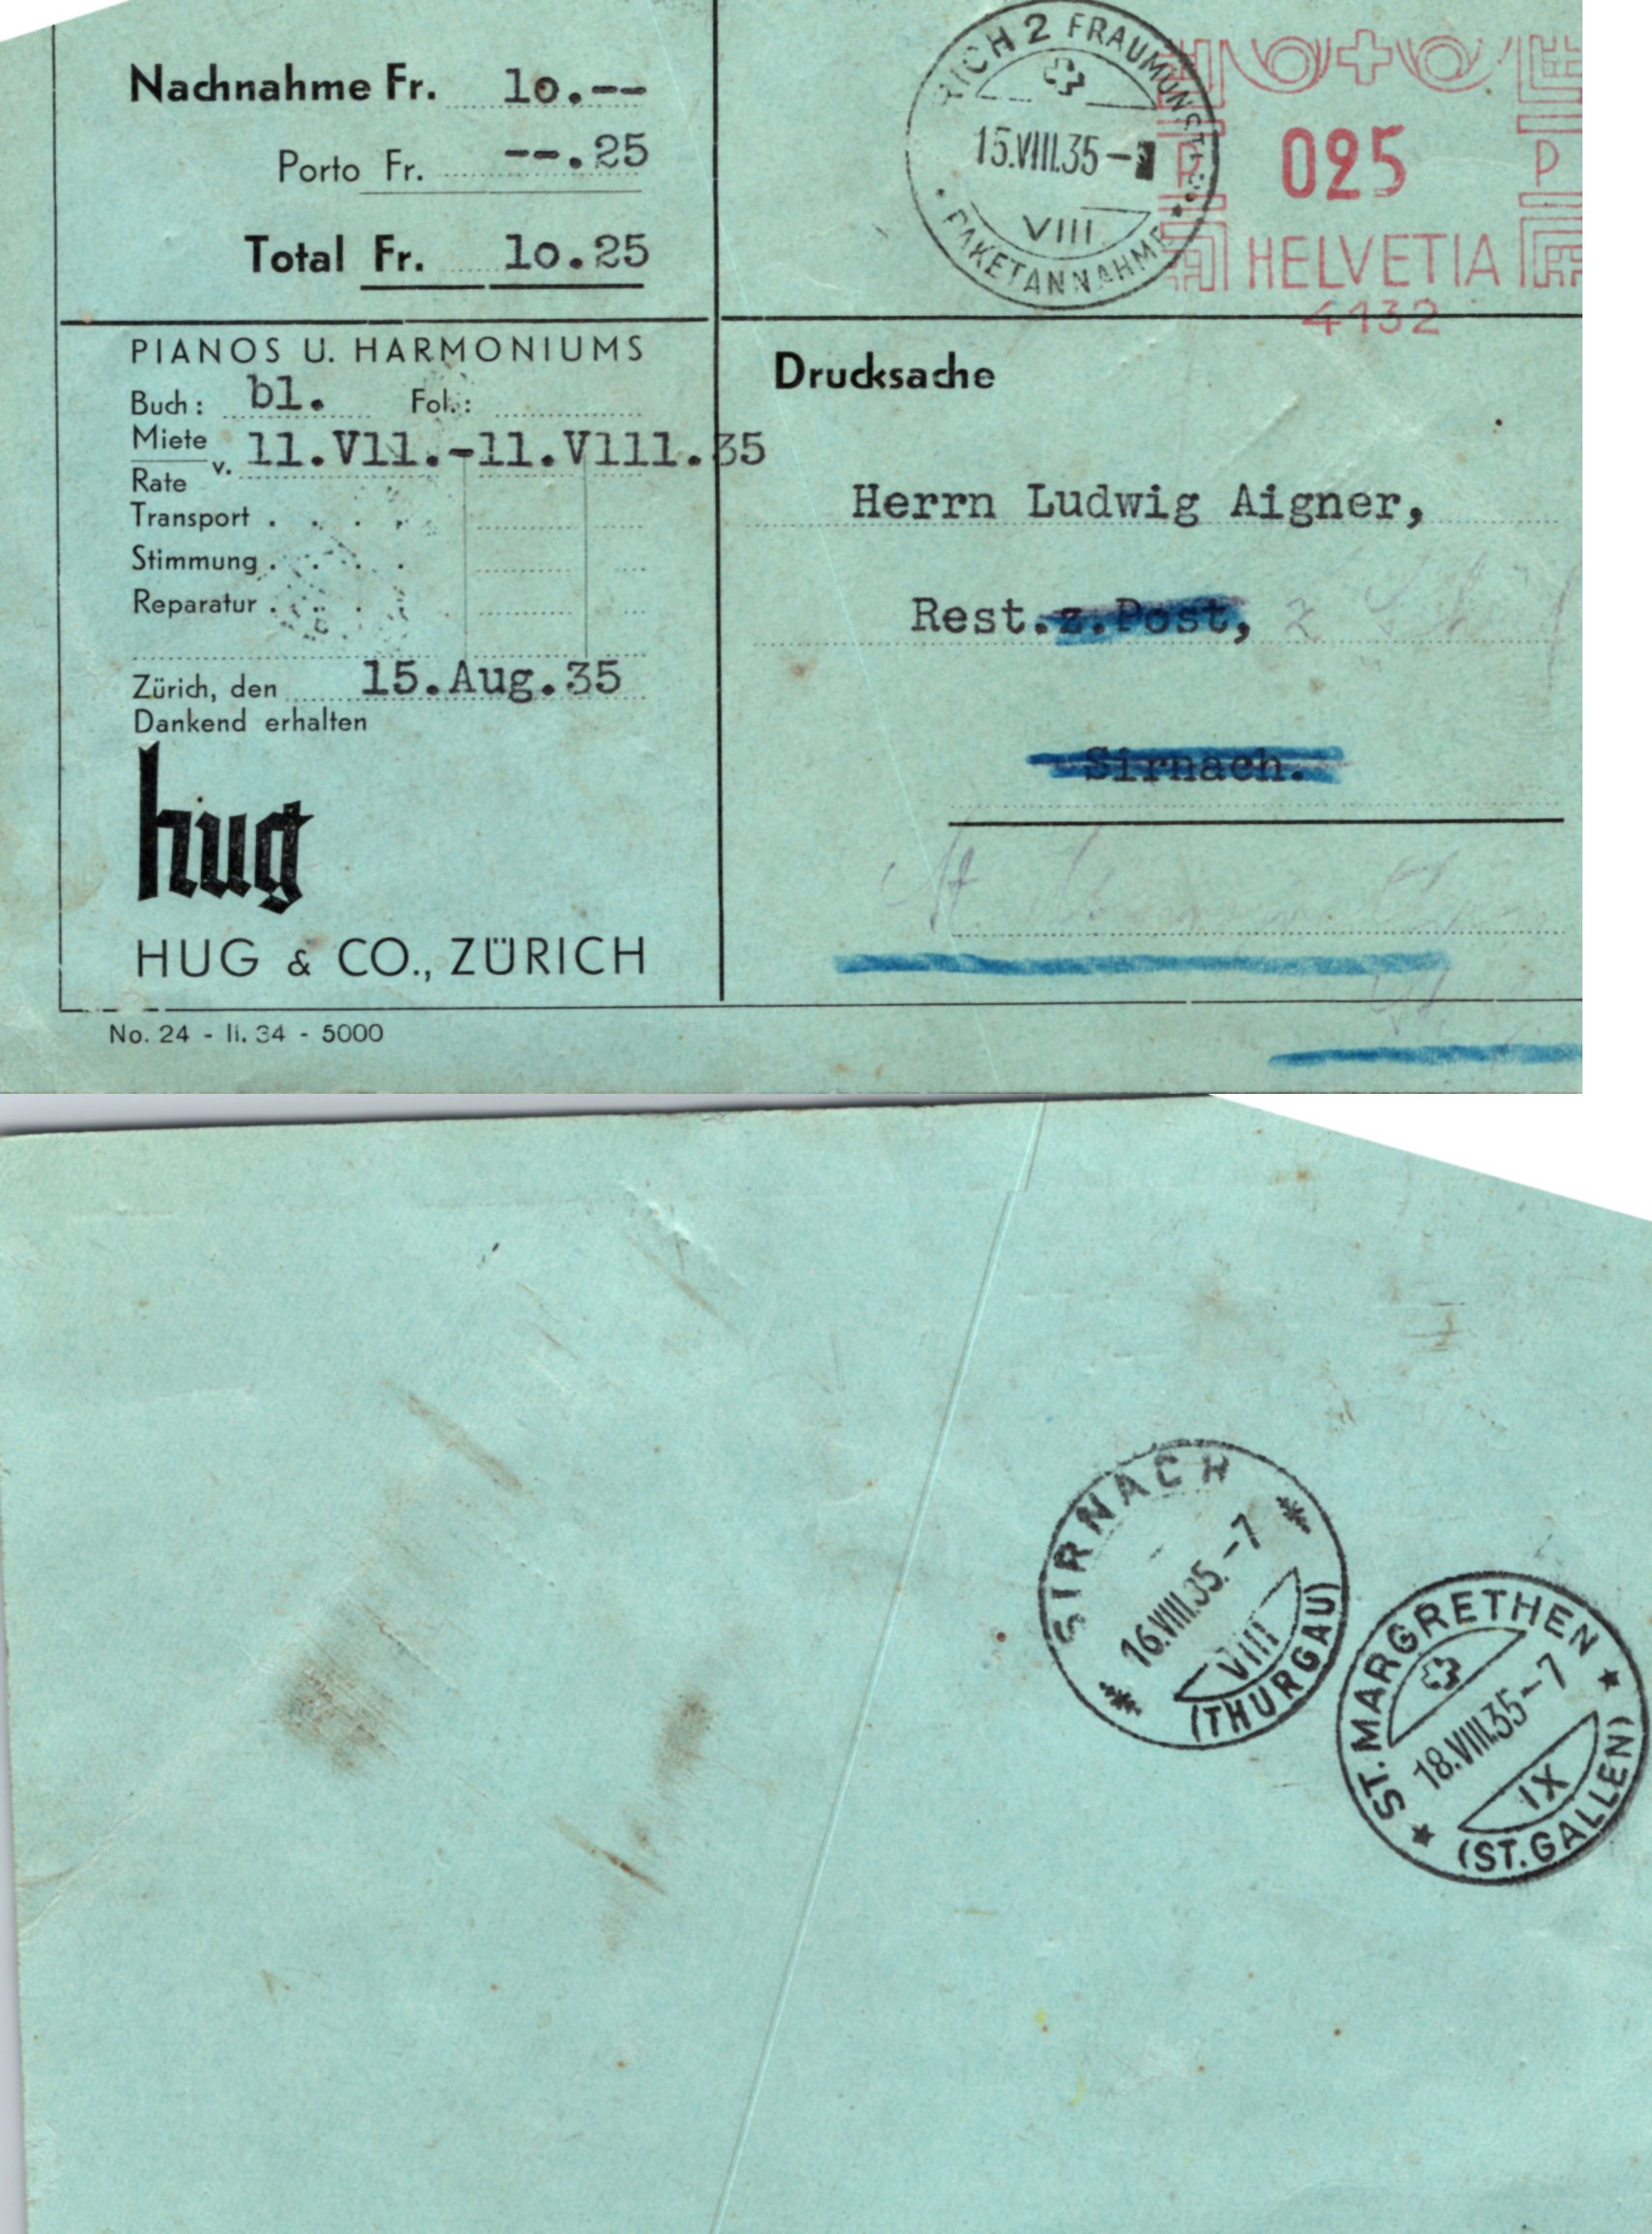 Nachnahme Fr. 10.--
Porto Fr. --.25
Total Fr. 10.25
RICH 2 FRAUMÜNST
15.VIII.35-
VIII
PAKETANNAHME
P 025 P
HELVETIA
4132
PIANOS U. HARMONIUMS
Buch: bl. Fol.:
Miete
v. 11.V11.-11.V111.35
Rate
Transport
Stimmung
Reparatur
Zürich, den 15.Aug.35
Dankend erhalten
hug
HUG & CO., ZÜRICH
No. 24 - II. 34 - 5000
Drucksache
Herrn Ludwig Aigner,
Rest.z.Post,
Sirnach.
St.
SIRNACH
16.VIII.35.-7
VIII
(THURGAU)
ST. MARGRETHEN
18.VIII.35-7
IX
(ST.GALLEN)